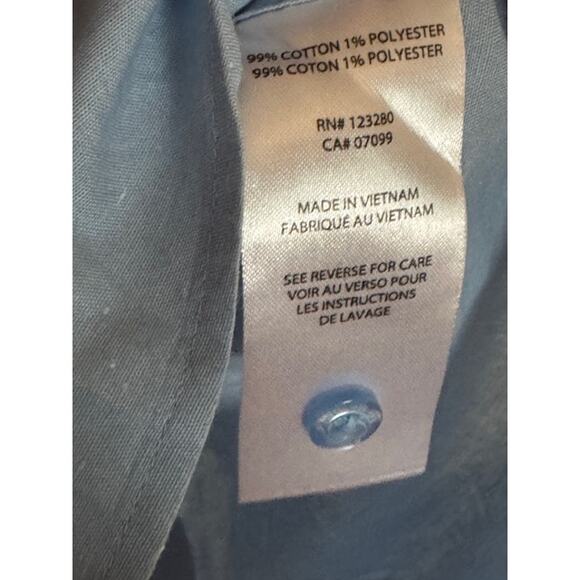 99% COTTON 1% POLYESTER
99% COTON 1% POLYESTER
RN# 123280
CA# 07099
MADE IN VIETNAM
FABRIQUÉ AU VIETNAM
SEE REVERSE FOR CARE
VOIR AU VERSO POUR
LES INSTRUCTIONS
DE LAVAGE